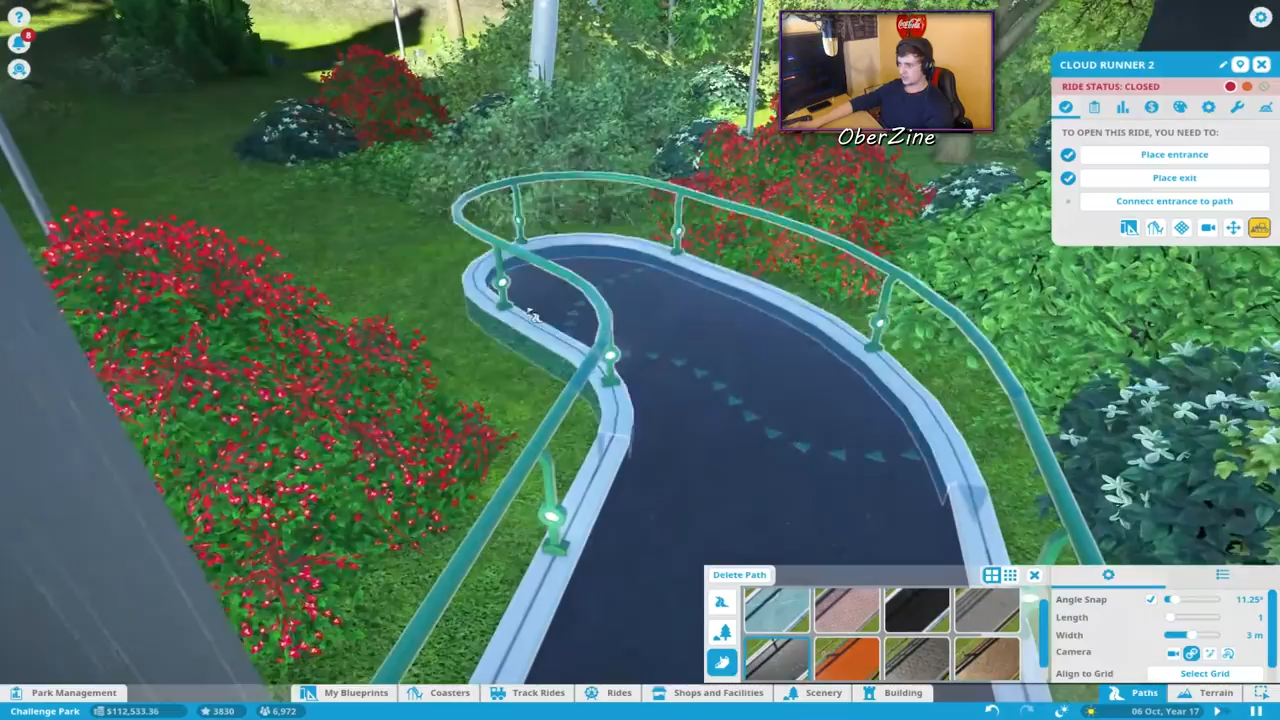 8
Coca-Cola
OberZine
CLOUD RUNNER 2
RIDE STATUS: CLOSED
TO OPEN THIS RIDE, YOU NEED TO:
Place entrance
Place exit
Connect entrance to path
Delete Path
Angle Snap 11.25°
Length 1
Width 3 m
Camera
Align to Grid Select Grid
Park Management My Blueprints Coasters Track Rides Rides Shops and Facilities Scenery Building Paths Terrain
Challenge Park $112,533.36 3830 6,972 06 Oct, Year 17